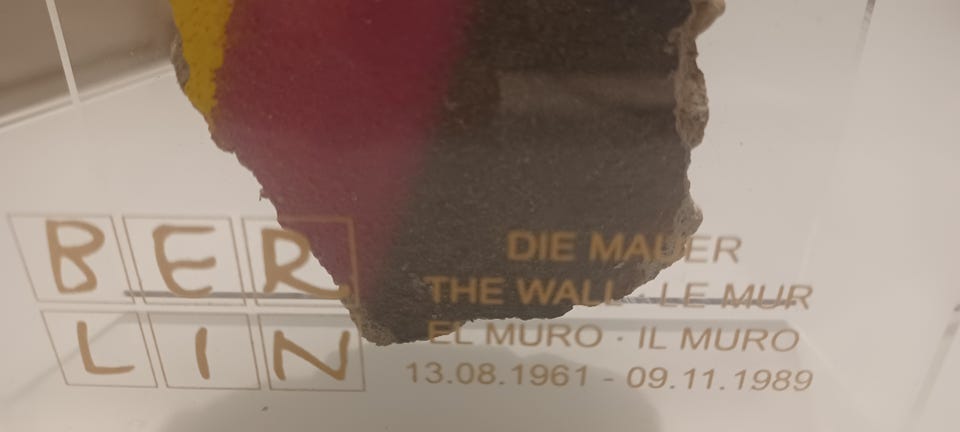 BER
LIN
DIE MAUER
THE WALL · LE MUR
EL MURO · IL MURO
13.08.1961 - 09.11.1989